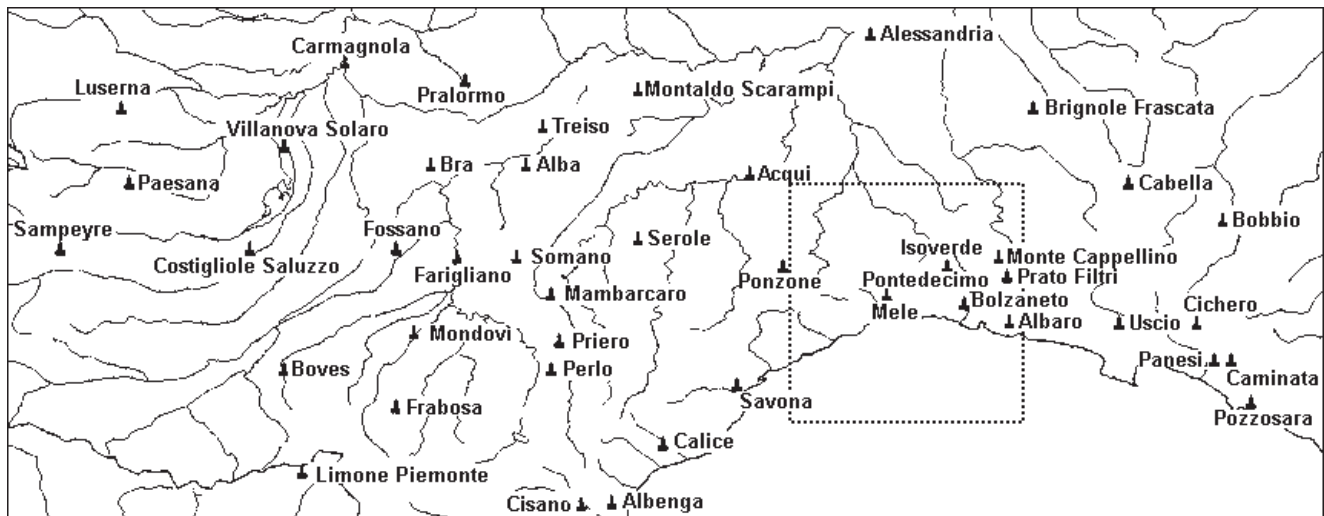 Alessandria
Carmagnola
Luserna
Pralormo
Montaldo Scarampi
Brignole Frascata
Villanova Solaro
Treiso
Bra
Alba
Acqui
Paesana
Cabella
Sampeyre
Fossano
Serole
Bobbio
Isoverde
Costigliole Saluzzo
Farigliano
Somano
Ponzone
Monte Cappellino
Pontedecimo
Prato Filtri
Mambarcaro
Bolzaneto
Cichero
Mele
Albaro
Uscio
Mondovì
Priero
Panesi
Boves
Perlo
Caminata
Savona
Frabosa
Pozzosara
Calice
Limone Piemonte
Cisano
Albenga